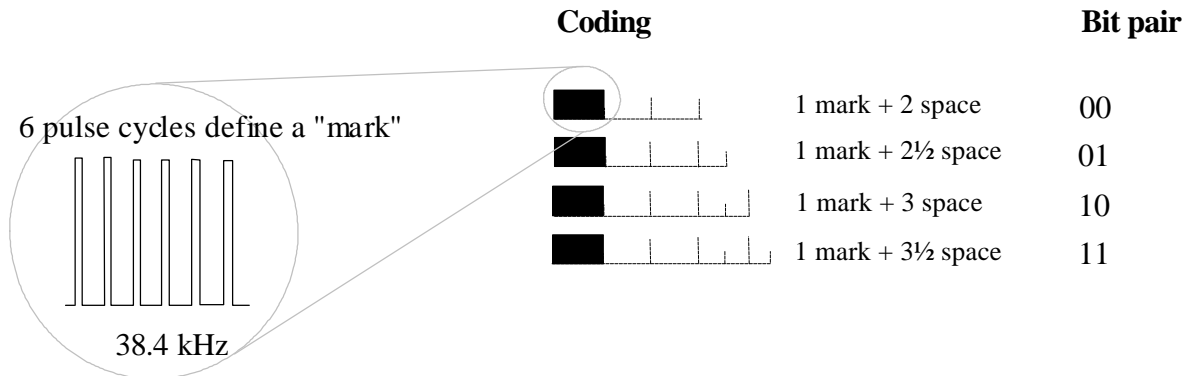 Coding Bit pair
6 pulse cycles define a "mark"
1 mark + 2 space 00
1 mark + 2½ space 01
1 mark + 3 space 10
1 mark + 3½ space 11
38.4 kHz